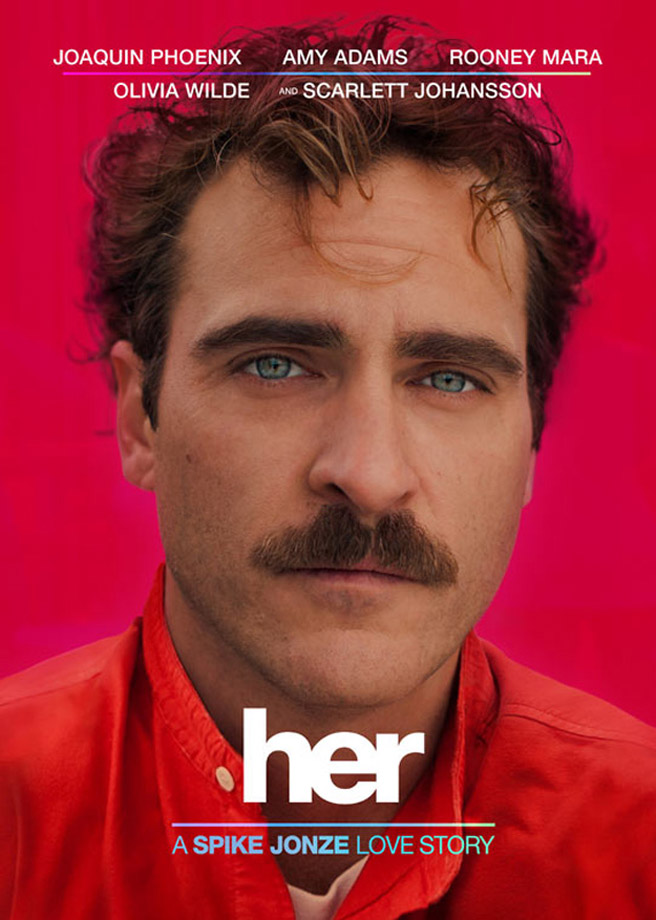 JOAQUIN PHOENIX AMY ADAMS ROONEY MARA
OLIVIA WILDE AND SCARLETT JOHANSSON
her
A SPIKE JONZE LOVE STORY